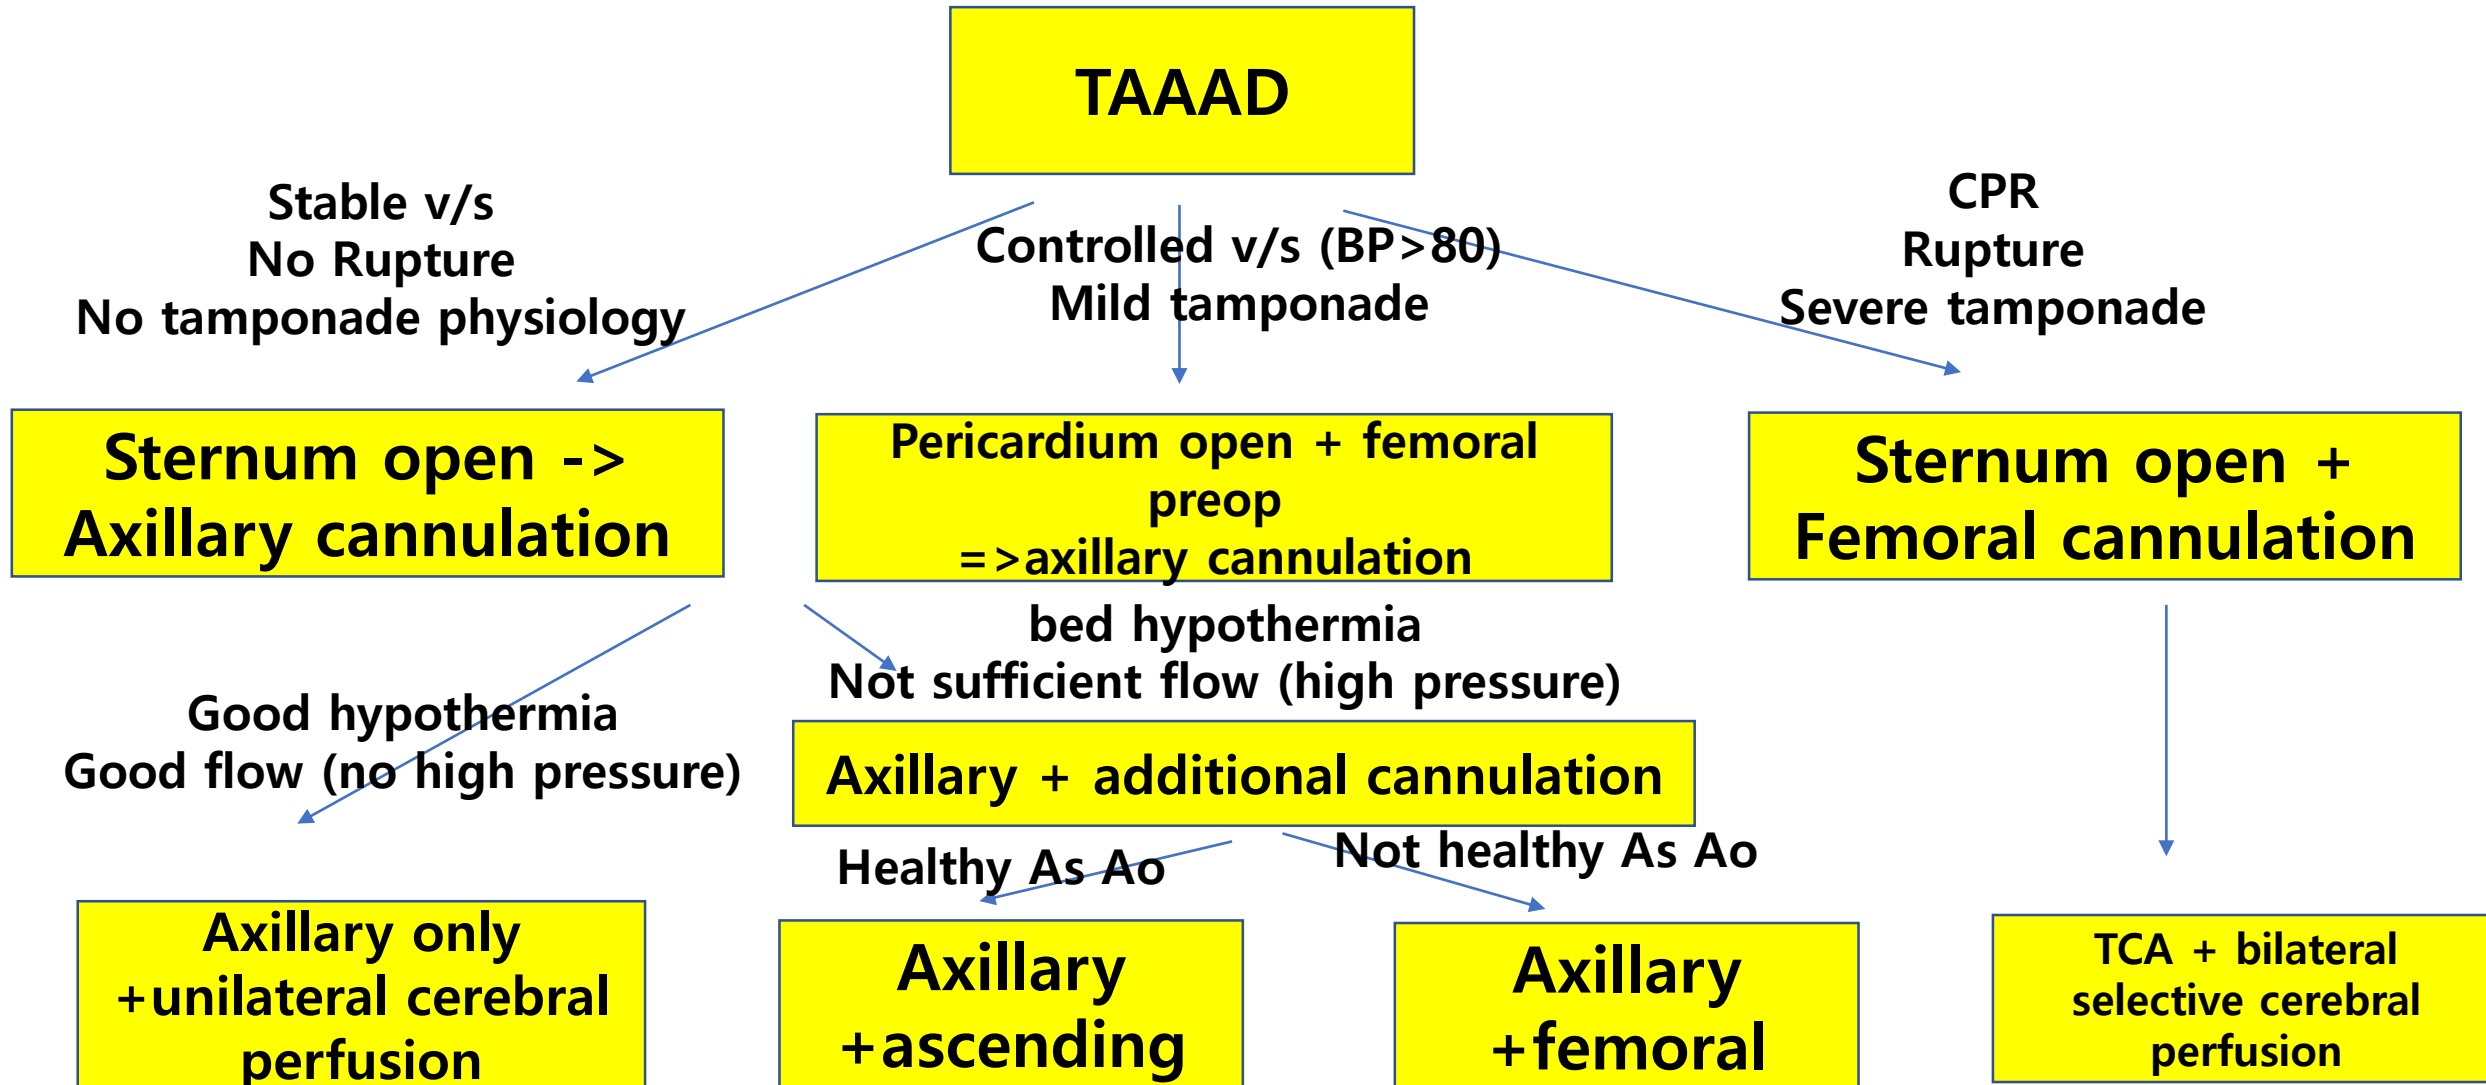 TAAAD
Stable v/s
No Rupture
No tamponade physiology
Controlled v/s (BP>80)
Mild tamponade
CPR
Rupture
Severe tamponade
Sternum open ->
Axillary cannulation
Pericardium open + femoral
preop
=>axillary cannulation
Sternum open +
Femoral cannulation
bed hypothermia
Not sufficient flow (high pressure)
Good hypothermia
Good flow (no high pressure)
Axillary + additional cannulation
Healthy As Ao
Not healthy As Ao
Axillary only
+unilateral cerebral
perfusion
Axillary
+ascending
Axillary
+femoral
TCA + bilateral
selective cerebral
perfusion